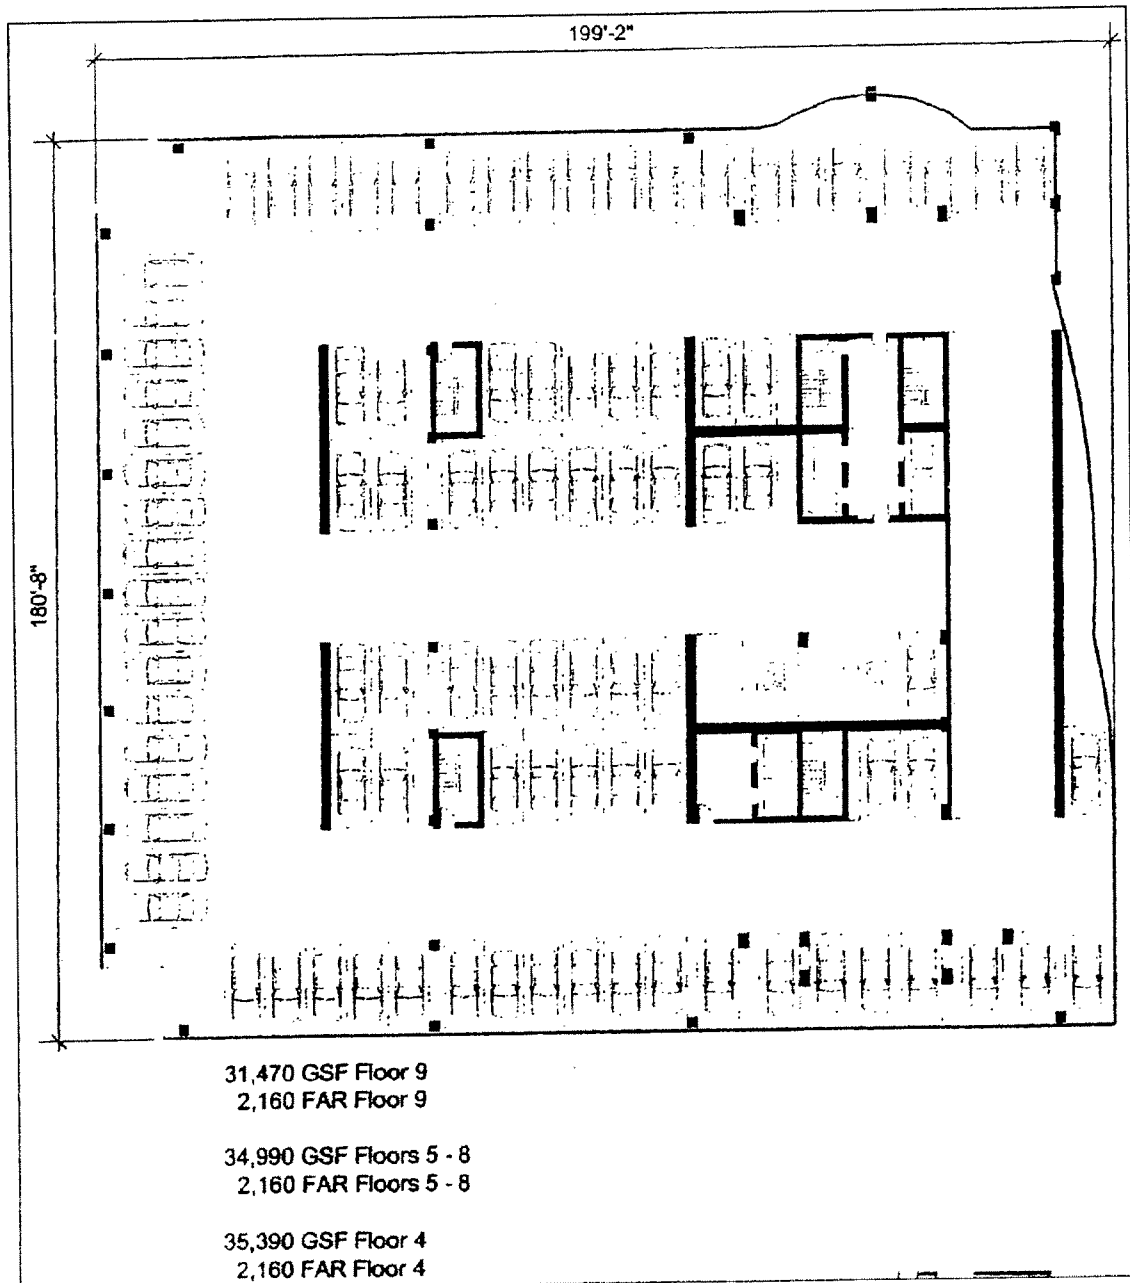 199'-2"
180'-8"
31,470 GSF Floor 9
2,160 FAR Floor 9
34,990 GSF Floors 5 - 8
2,160 FAR Floors 5 - 8
35,390 GSF Floor 4
2,160 FAR Floor 4